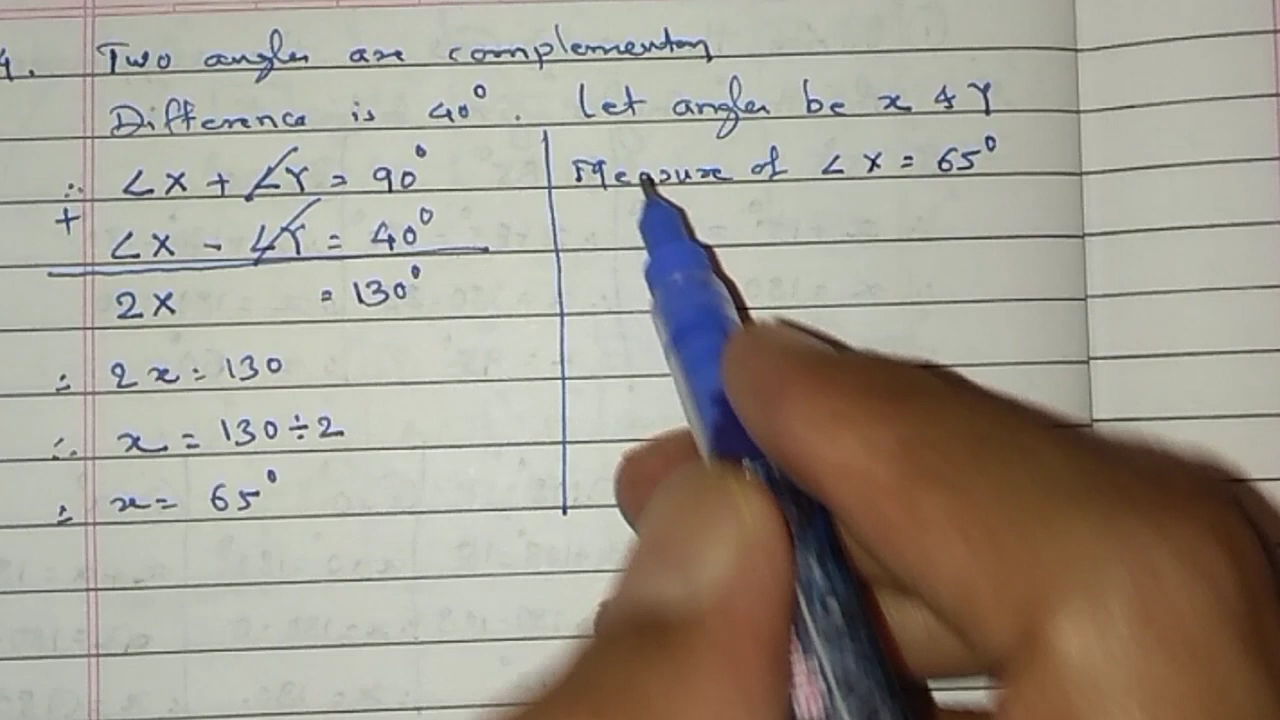 4. Two angles are complementary
Difference is 40°. Let angles be x & Y
∴ ∠X + ∠Y = 90°
+ ∠X - ∠Y = 40°
2X = 130°
∴ 2x = 130
∴ x = 130 ÷ 2
∴ x = 65°
Measure of ∠X = 65°